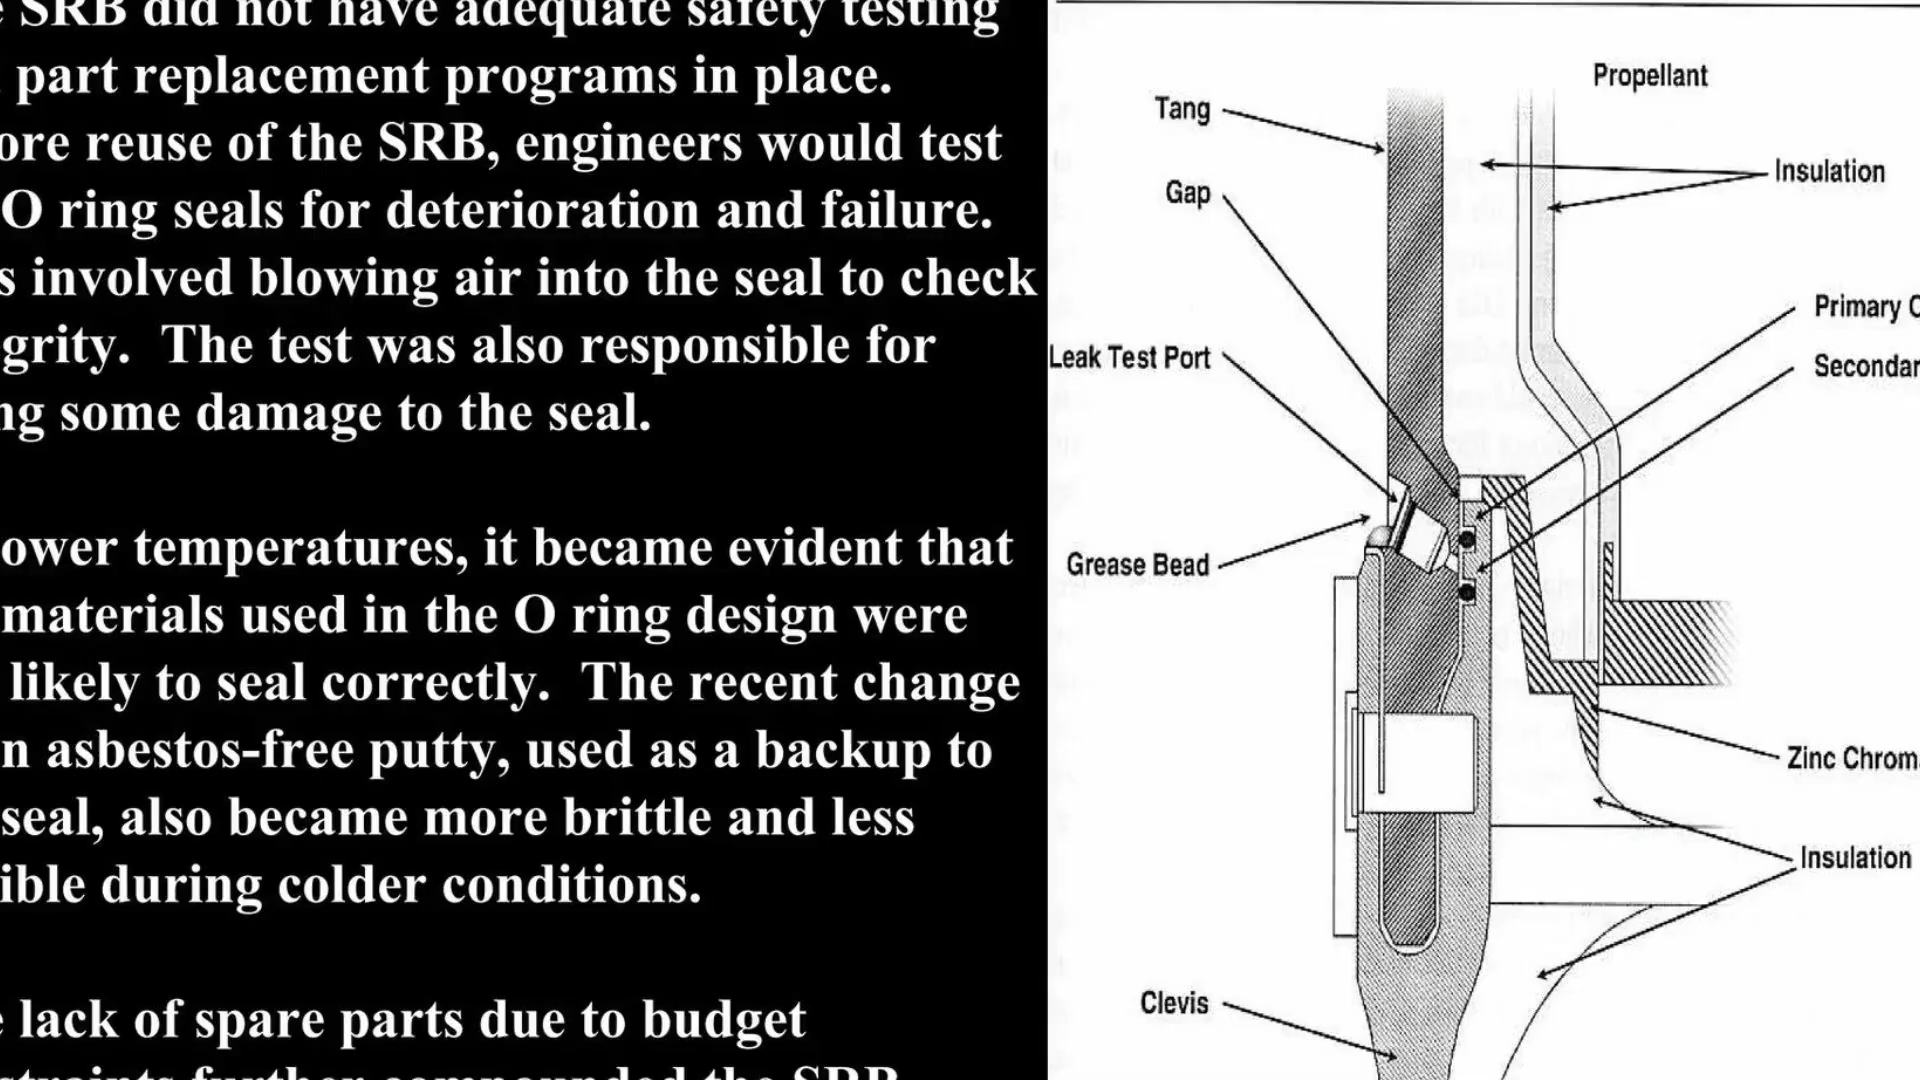 SRB did not have adequate safety testing
part replacement programs in place.
ore reuse of the SRB, engineers would test
O ring seals for deterioration and failure.
s involved blowing air into the seal to check
grity. The test was also responsible for
ng some damage to the seal.
ower temperatures, it became evident that
materials used in the O ring design were
likely to seal correctly. The recent change
n asbestos-free putty, used as a backup to
seal, also became more brittle and less
ible during colder conditions.
lack of spare parts due to budget
straints further compounded the SRB
Propellant
Tang
Insulation
Gap
Primary O
Leak Test Port
Secondar
Grease Bead
Zinc Chrom
Insulation
Clevis